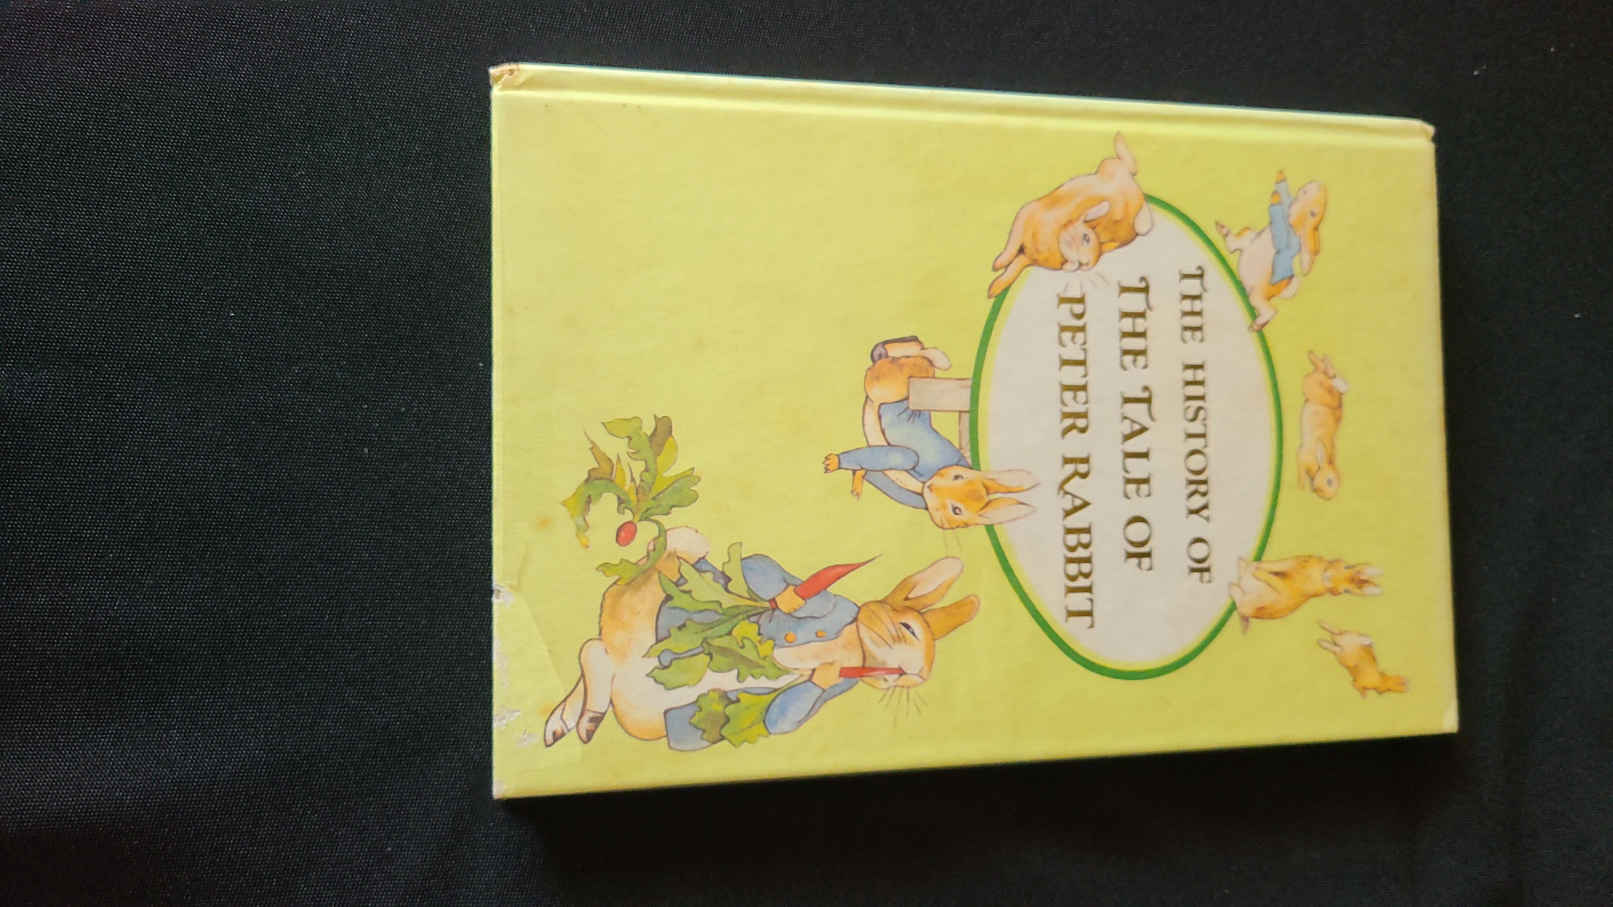 THE HISTORY OF
THE TALE OF
PETER RABBIT